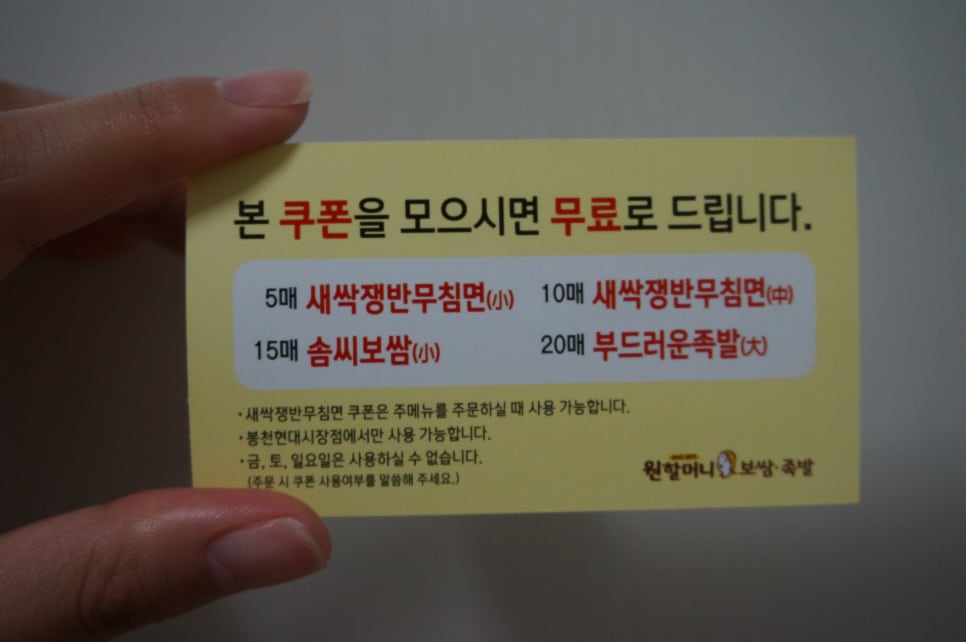 본 쿠폰을 모으시면 무료로 드립니다.
5매 새싹쟁반무침면(小) 10매 새싹쟁반무침면(中)
15매 솜씨보쌈(小) 20매 부드러운족발(大)
·새싹쟁반무침면 쿠폰은 주메뉴를 주문하실 때 사용 가능합니다.
·봉천현대시장점에서만 사용 가능합니다.
·금, 토, 일요일은 사용하실 수 없습니다.
(주문 시 쿠폰 사용여부를 말씀해 주세요.)
원할머니 보쌈·족발